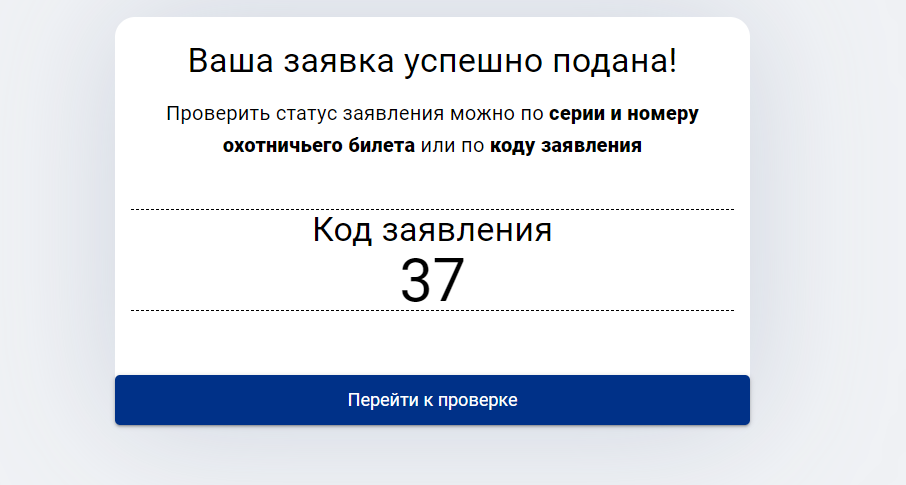 Ваша заявка успешно подана!
Проверить статус заявления можно по серии и номеру
охотничьего билета или по коду заявления
Код заявления
37
Перейти к проверке